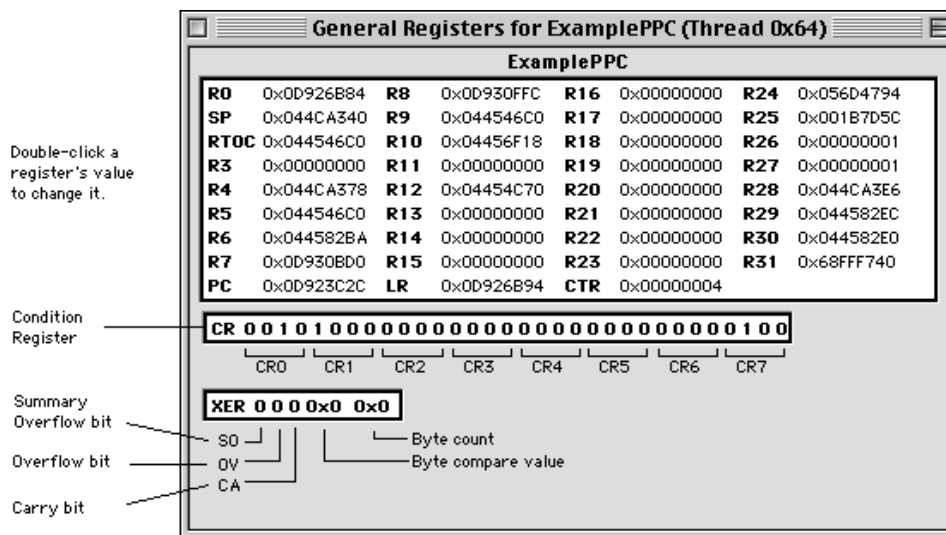 General Registers for ExamplePPC (Thread 0x64)
ExamplePPC
R0 0x0D926B84 R8 0x0D930FFC R16 0x00000000 R24 0x056D4794
SP 0x044CA340 R9 0x044546C0 R17 0x00000000 R25 0x001B7D5C
RTOC 0x044546C0 R10 0x04456F18 R18 0x00000000 R26 0x00000001
R3 0x00000000 R11 0x00000000 R19 0x00000000 R27 0x00000001
R4 0x044CA378 R12 0x04454C70 R20 0x00000000 R28 0x044CA3E6
R5 0x044546C0 R13 0x00000000 R21 0x00000000 R29 0x044582EC
R6 0x044582BA R14 0x00000000 R22 0x00000000 R30 0x044582E0
R7 0x0D930BD0 R15 0x00000000 R23 0x00000000 R31 0x68FFF740
PC 0x0D923C2C LR 0x0D926B94 CTR 0x00000004
Double-click a
register's value
to change it.
Condition
Register
CR 0 0 1 0 1 0 0 0 0 0 0 0 0 0 0 0 0 0 0 0 0 0 0 0 0 0 0 0 0 1 0 0
CR0 CR1 CR2 CR3 CR4 CR5 CR6 CR7
XER 0 0 0 0x0 0x0
Summary
Overflow bit
SO
Byte count
Overflow bit
OV
Byte compare value
CA
Carry bit